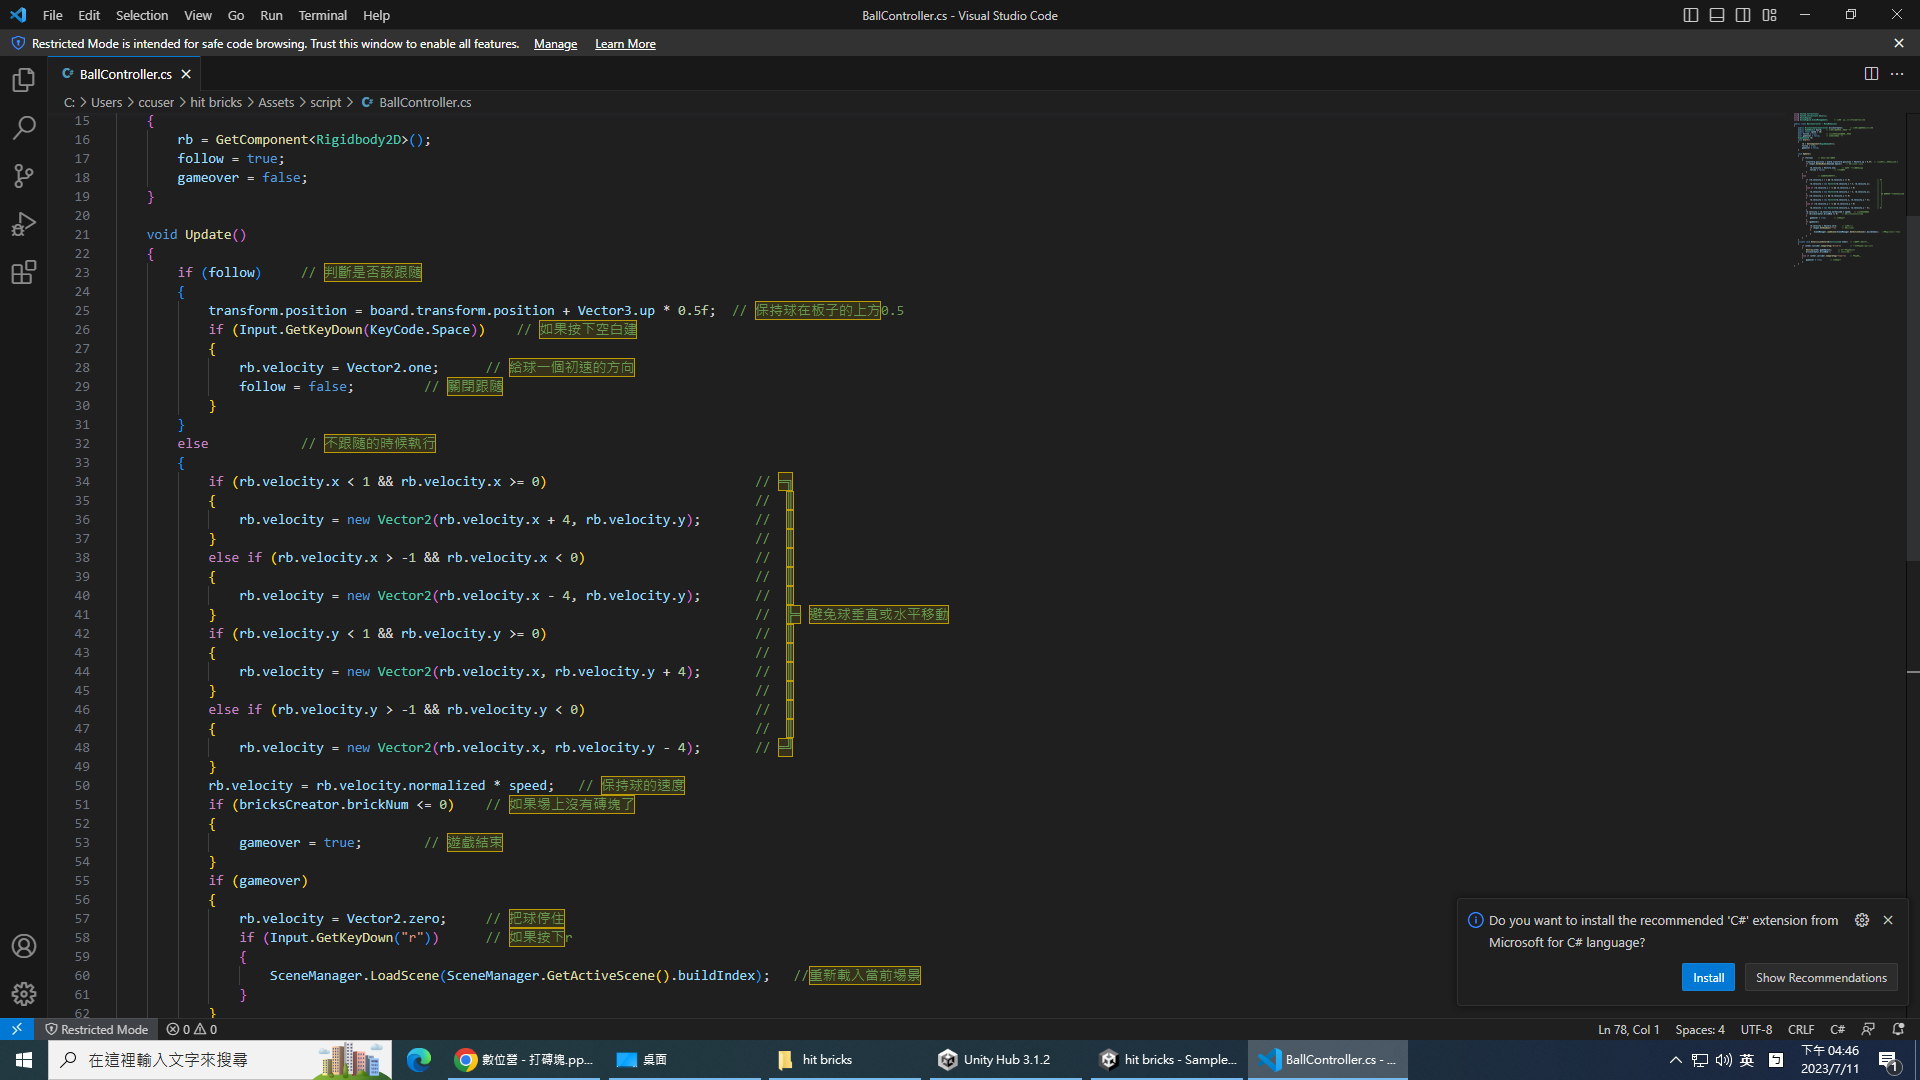 File Edit Selection View Go Run Terminal Help BallController.cs - Visual Studio Code
Restricted Mode is intended for safe code browsing. Trust this window to enable all features. Manage Learn More
BallController.cs
C: > Users > ccuser > hit bricks > Assets > script > BallController.cs
15 {
16 rb = GetComponent<Rigidbody2D>();
17 follow = true;
18 gameover = false;
19 }
20
21 void Update()
22 {
23 if (follow) // 判斷是否該跟隨
24 {
25 transform.position = board.transform.position + Vector3.up * 0.5f; // 保持球在板子的上方0.5
26 if (Input.GetKeyDown(KeyCode.Space)) // 如果按下空白建
27 {
28 rb.velocity = Vector2.one; // 給球一個初速的方向
29 follow = false; // 關閉跟隨
30 }
31 }
32 else // 不跟隨的時候執行
33 {
34 if (rb.velocity.x < 1 && rb.velocity.x >= 0) // ╗
35 { // ║
36 rb.velocity = new Vector2(rb.velocity.x + 4, rb.velocity.y); // ║
37 } // ║
38 else if (rb.velocity.x > -1 && rb.velocity.x < 0) // ║
39 { // ║
40 rb.velocity = new Vector2(rb.velocity.x - 4, rb.velocity.y); // ║
41 } // ╠ 避免球垂直或水平移動
42 if (rb.velocity.y < 1 && rb.velocity.y >= 0) // ║
43 { // ║
44 rb.velocity = new Vector2(rb.velocity.x, rb.velocity.y + 4); // ║
45 } // ║
46 else if (rb.velocity.y > -1 && rb.velocity.y < 0) // ║
47 { // ║
48 rb.velocity = new Vector2(rb.velocity.x, rb.velocity.y - 4); // ╝
49 }
50 rb.velocity = rb.velocity.normalized * speed; // 保持球的速度
51 if (bricksCreator.brickNum <= 0) // 如果場上沒有磚塊了
52 {
53 gameover = true; // 遊戲結束
54 }
55 if (gameover)
56 {
57 rb.velocity = Vector2.zero; // 把球停住
58 if (Input.GetKeyDown("r")) // 如果按下r
59 {
60 SceneManager.LoadScene(SceneManager.GetActiveScene().buildIndex); //重新載入當前場景
61 }
62 }
Do you want to install the recommended 'C#' extension from
Microsoft for C# language?
Install Show Recommendations
Restricted Mode 0 0 Ln 78, Col 1 Spaces: 4 UTF-8 CRLF C#
在這裡輸入文字來搜尋 數位營 - 打磚塊.pp... 桌面 hit bricks Unity Hub 3.1.2 hit bricks - Sample... BallController.cs - ... 英 下午 04:46
2023/7/11 1